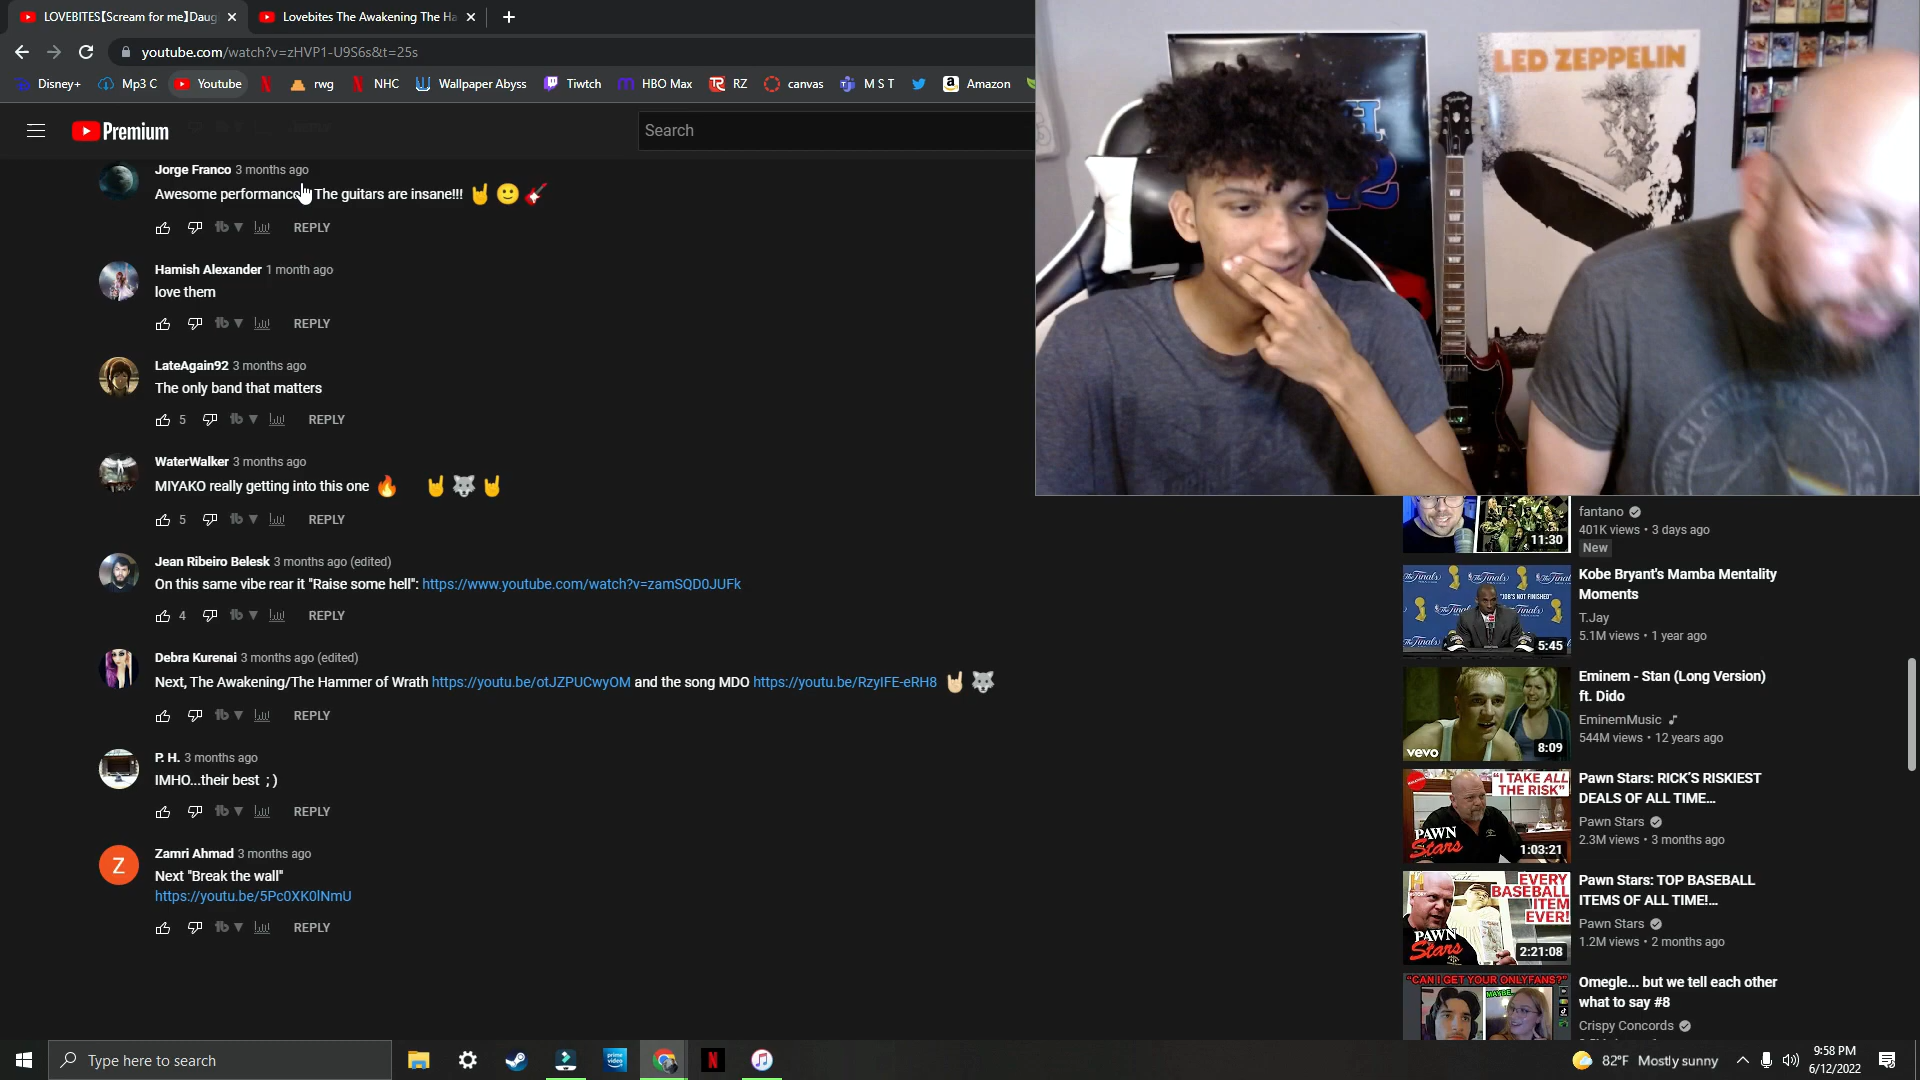 LOVEBITES【Scream for me】Daug
Lovebites The Awakening The Ha
youtube.com/watch?v=zHVP1-U9S6s&t=25s
Disney+ Mp3 C Youtube rwg NHC Wallpaper Abyss Tiwtch HBO Max RZ canvas M S T Amazon
Premium
Search
Jorge Franco 3 months ago
Awesome performance The guitars are insane!!! 🤘🙂🎸
REPLY
Hamish Alexander 1 month ago
love them
REPLY
LateAgain92 3 months ago
The only band that matters
5 REPLY
WaterWalker 3 months ago
MIYAKO really getting into this one 🔥 🤘🐺🤘
5 REPLY
Jean Ribeiro Belesk 3 months ago (edited)
On this same vibe rear it "Raise some hell": https://www.youtube.com/watch?v=zamSQD0JUFk
4 REPLY
Debra Kurenai 3 months ago (edited)
Next, The Awakening/The Hammer of Wrath https://youtu.be/otJZPUCwyOM and the song MDO https://youtu.be/RzyIFE-eRH8 🤘🏻🐺
REPLY
P. H. 3 months ago
IMHO...their best ; )
REPLY
Zamri Ahmad 3 months ago
Z
Next "Break the wall"
https://youtu.be/5Pc0XK0lNmU
REPLY
LED ZEPPELIN
11:30
fantano
401K views • 3 days ago
New
"JOB'S NOT FINISHED"
The Finals
5:45
Kobe Bryant's Mamba Mentality
Moments
T.Jay
5.1M views • 1 year ago
vevo
8:09
Eminem - Stan (Long Version)
ft. Dido
EminemMusic
544M views • 12 years ago
"I TAKE ALL
THE RISK"
PAWN
Stars
1:03:21
Pawn Stars: RICK'S RISKIEST
DEALS OF ALL TIME...
Pawn Stars
2.3M views • 3 months ago
EVERY
BASEBALL
ITEM
EVER!
PAWN
Stars
2:21:08
Pawn Stars: TOP BASEBALL
ITEMS OF ALL TIME!...
Pawn Stars
1.2M views • 2 months ago
"CAN I GET YOUR ONLYFANS?"
MAYBE..
Omegle... but we tell each other
what to say #8
Crispy Concords
Type here to search
prime
video
82°F Mostly sunny
9:58 PM
6/12/2022